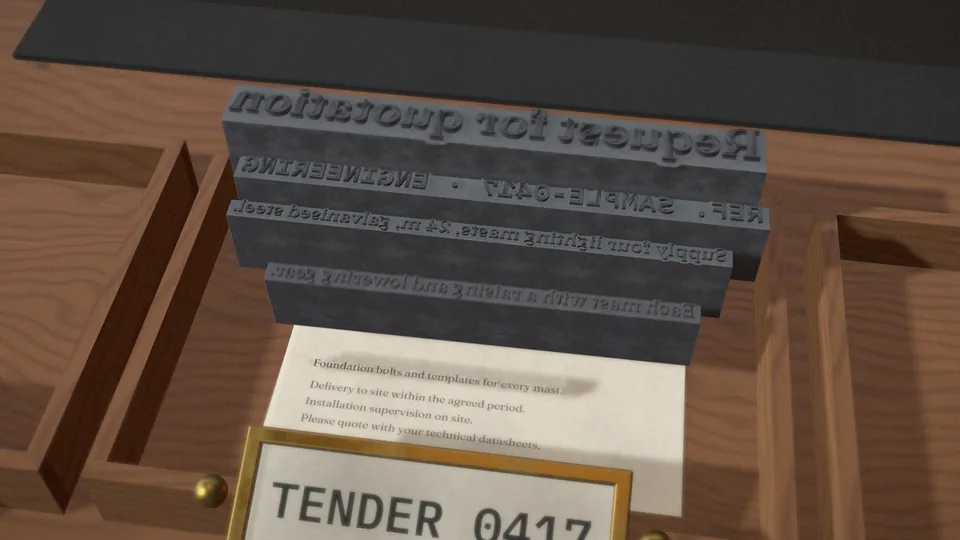 Request for quotation
REF. SAMPLE-0417 · ENGINEERING
Supply four lighting masts, 24 m, galvanised steel.
Each mast with a raising and lowering gear.
Foundation bolts and templates for every mast.
Delivery to site within the agreed period.
Installation supervision on site.
Please quote with your technical datasheets.
TENDER 0417